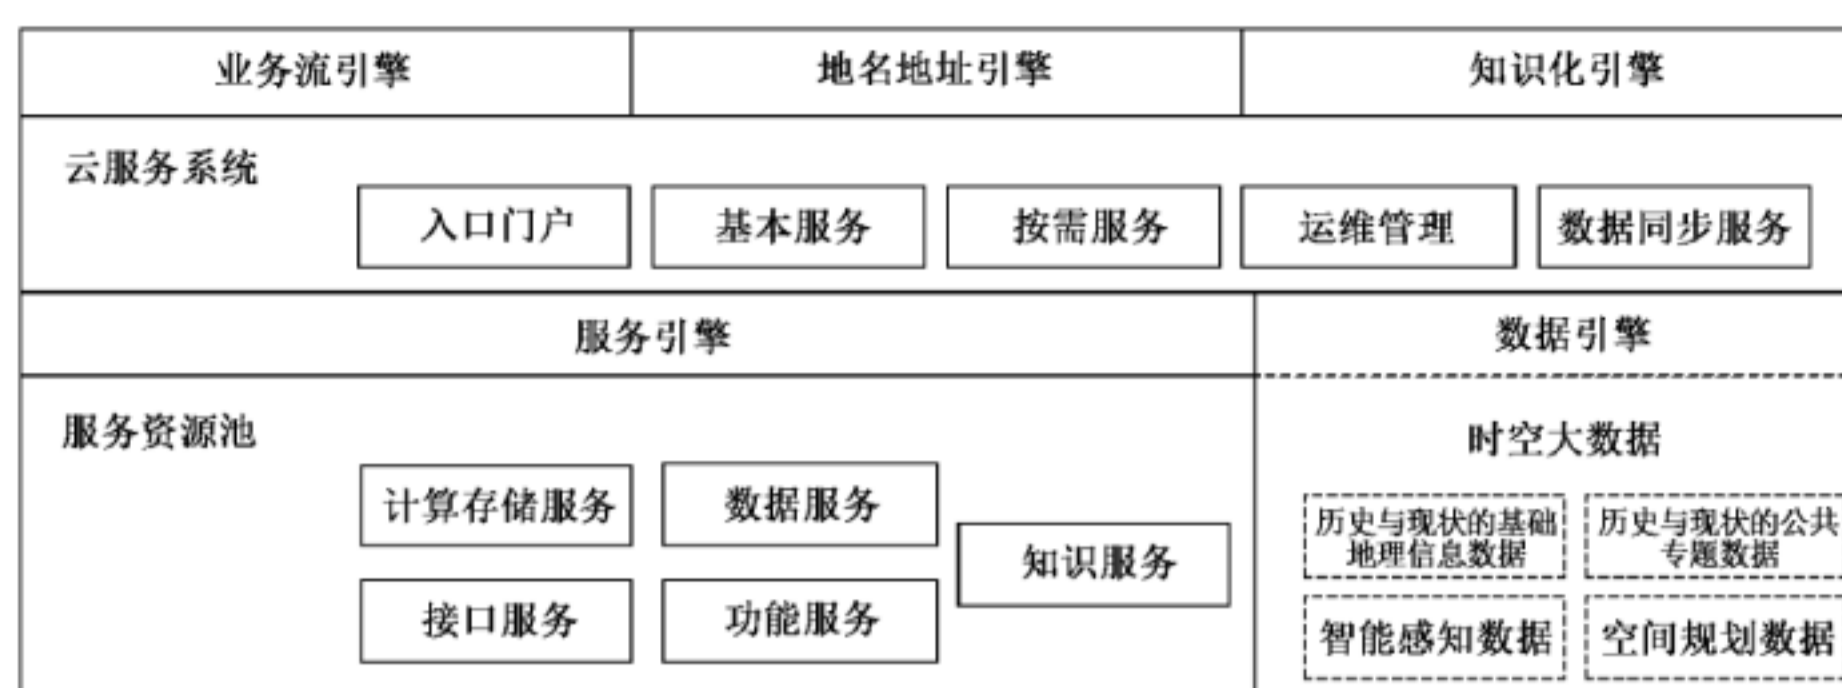 业务流引擎
地名地址引擎
知识化引擎
云服务系统
入口门户
基本服务
按需服务
运维管理
数据同步服务
服务引擎
数据引擎
服务资源池
时空大数据
计算存储服务
数据服务
知识服务
历史与现状的基础
地理信息数据
历史与现状的公共
专题数据
接口服务
功能服务
智能感知数据
空间规划数据